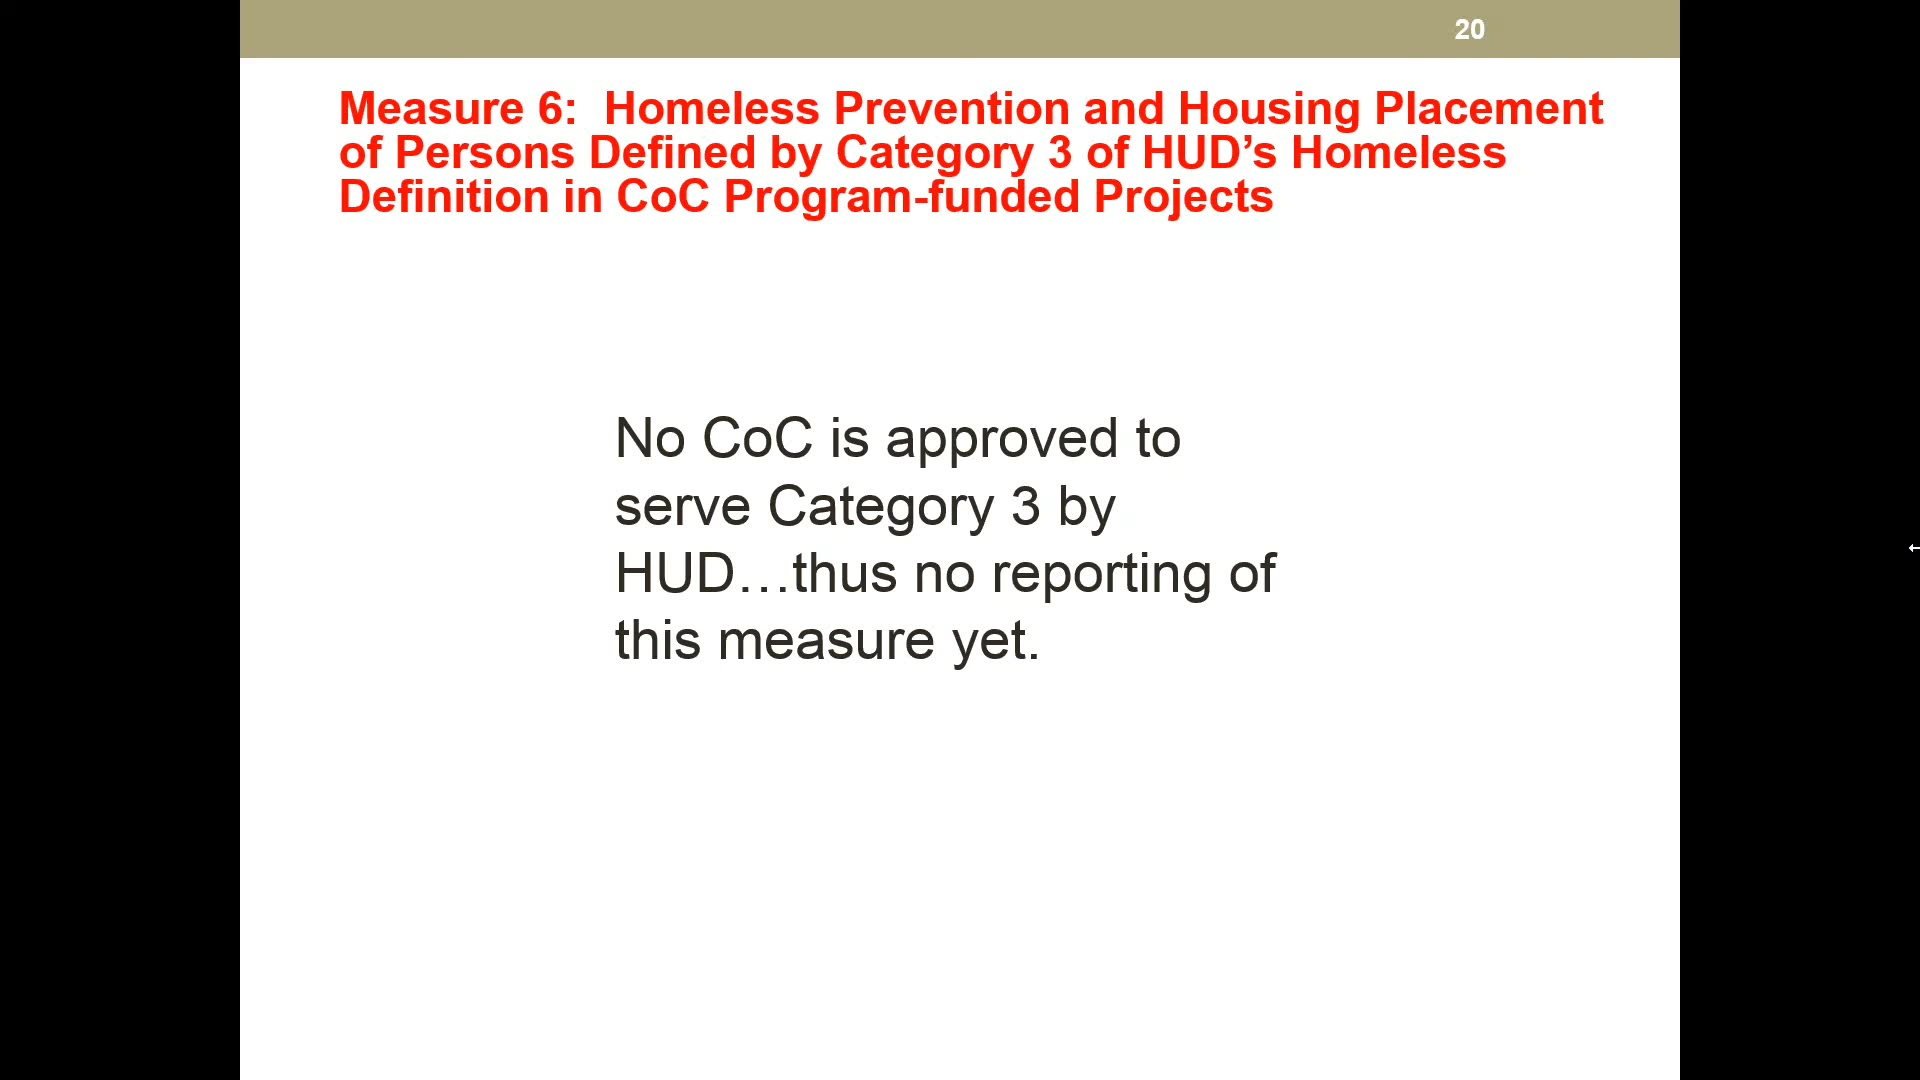 20
Measure 6:  Homeless Prevention and Housing Placement
of Persons Defined by Category 3 of HUD’s Homeless
Definition in CoC Program-funded Projects
No CoC is approved to
serve Category 3 by
HUD…thus no reporting of
this measure yet.